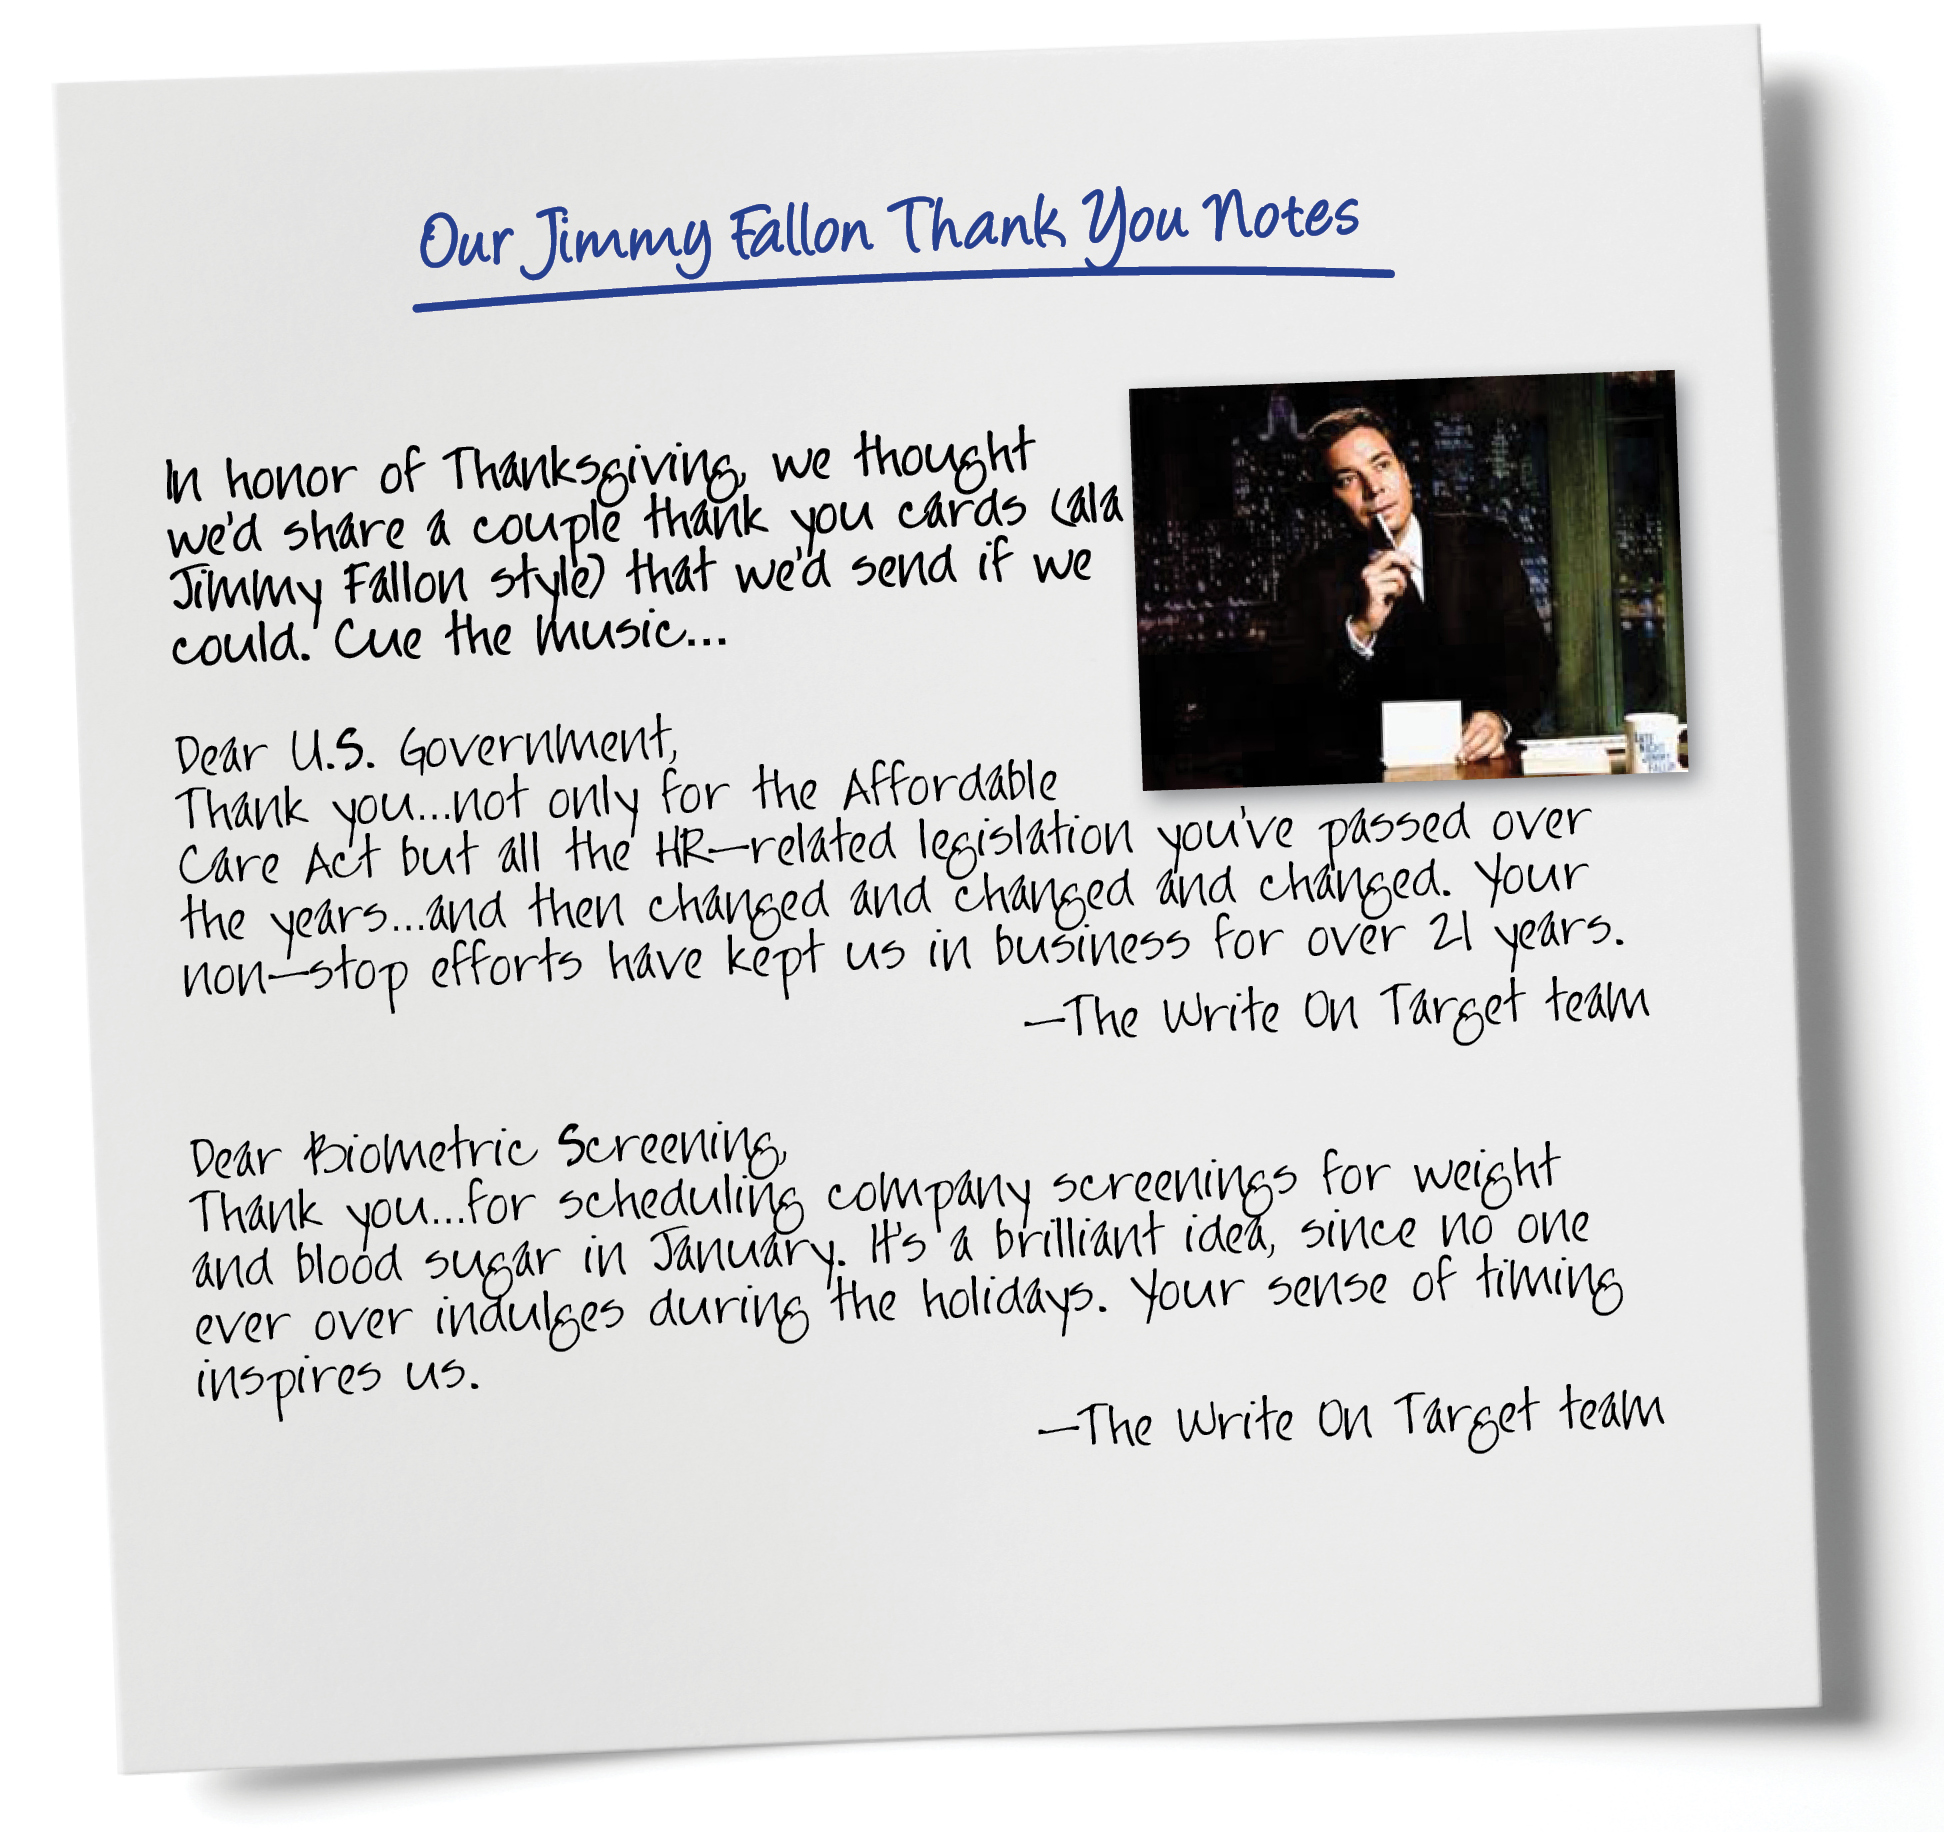 Our Jimmy Fallon Thank You Notes
In honor of Thanksgiving, we thought
we'd share a couple thank you cards (ala
Jimmy Fallon style) that we'd send if we
could. Cue the music...
Dear U.S. Government,
Thank you...not only for the Affordable
Care Act but all the HR-related legislation you've passed over
the years...and then changed and changed and changed. Your
non-stop efforts have kept us in business for over 21 years.
-The Write On Target team
Dear Biometric Screening,
Thank you...for scheduling company screenings for weight
and blood sugar in January. It's a brilliant idea, since no one
ever over indulges during the holidays. Your sense of timing
inspires us.
-The Write On Target team
LATE
NIGHT
JIMMY
FALLON